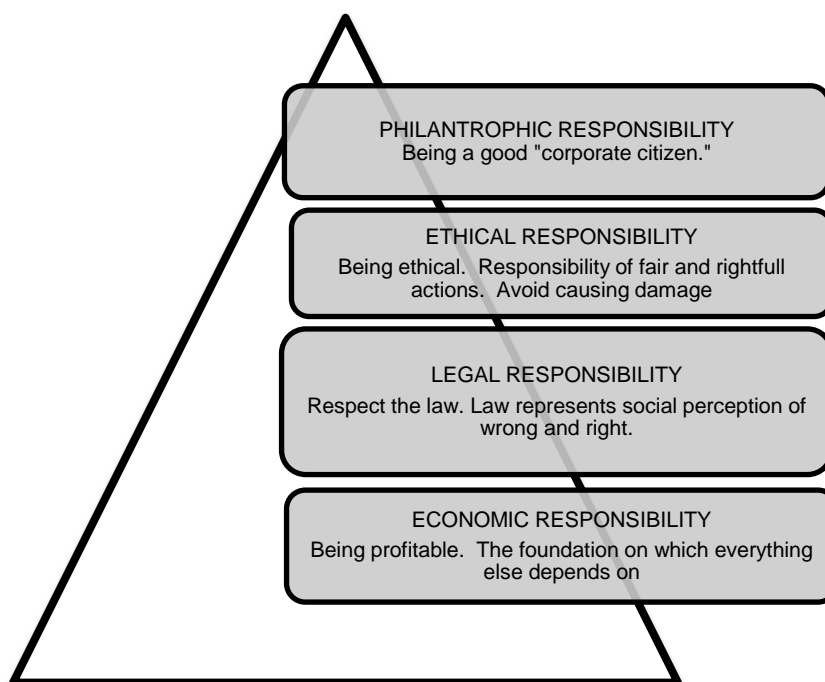 PHILANTROPHIC RESPONSIBILITY
Being a good "corporate citizen."
ETHICAL RESPONSIBILITY
Being ethical.  Responsibility of fair and rightfull
actions.  Avoid causing damage
LEGAL RESPONSIBILITY
Respect the law. Law represents social perception of
wrong and right.
ECONOMIC RESPONSIBILITY
Being profitable.  The foundation on which everything
else depends on